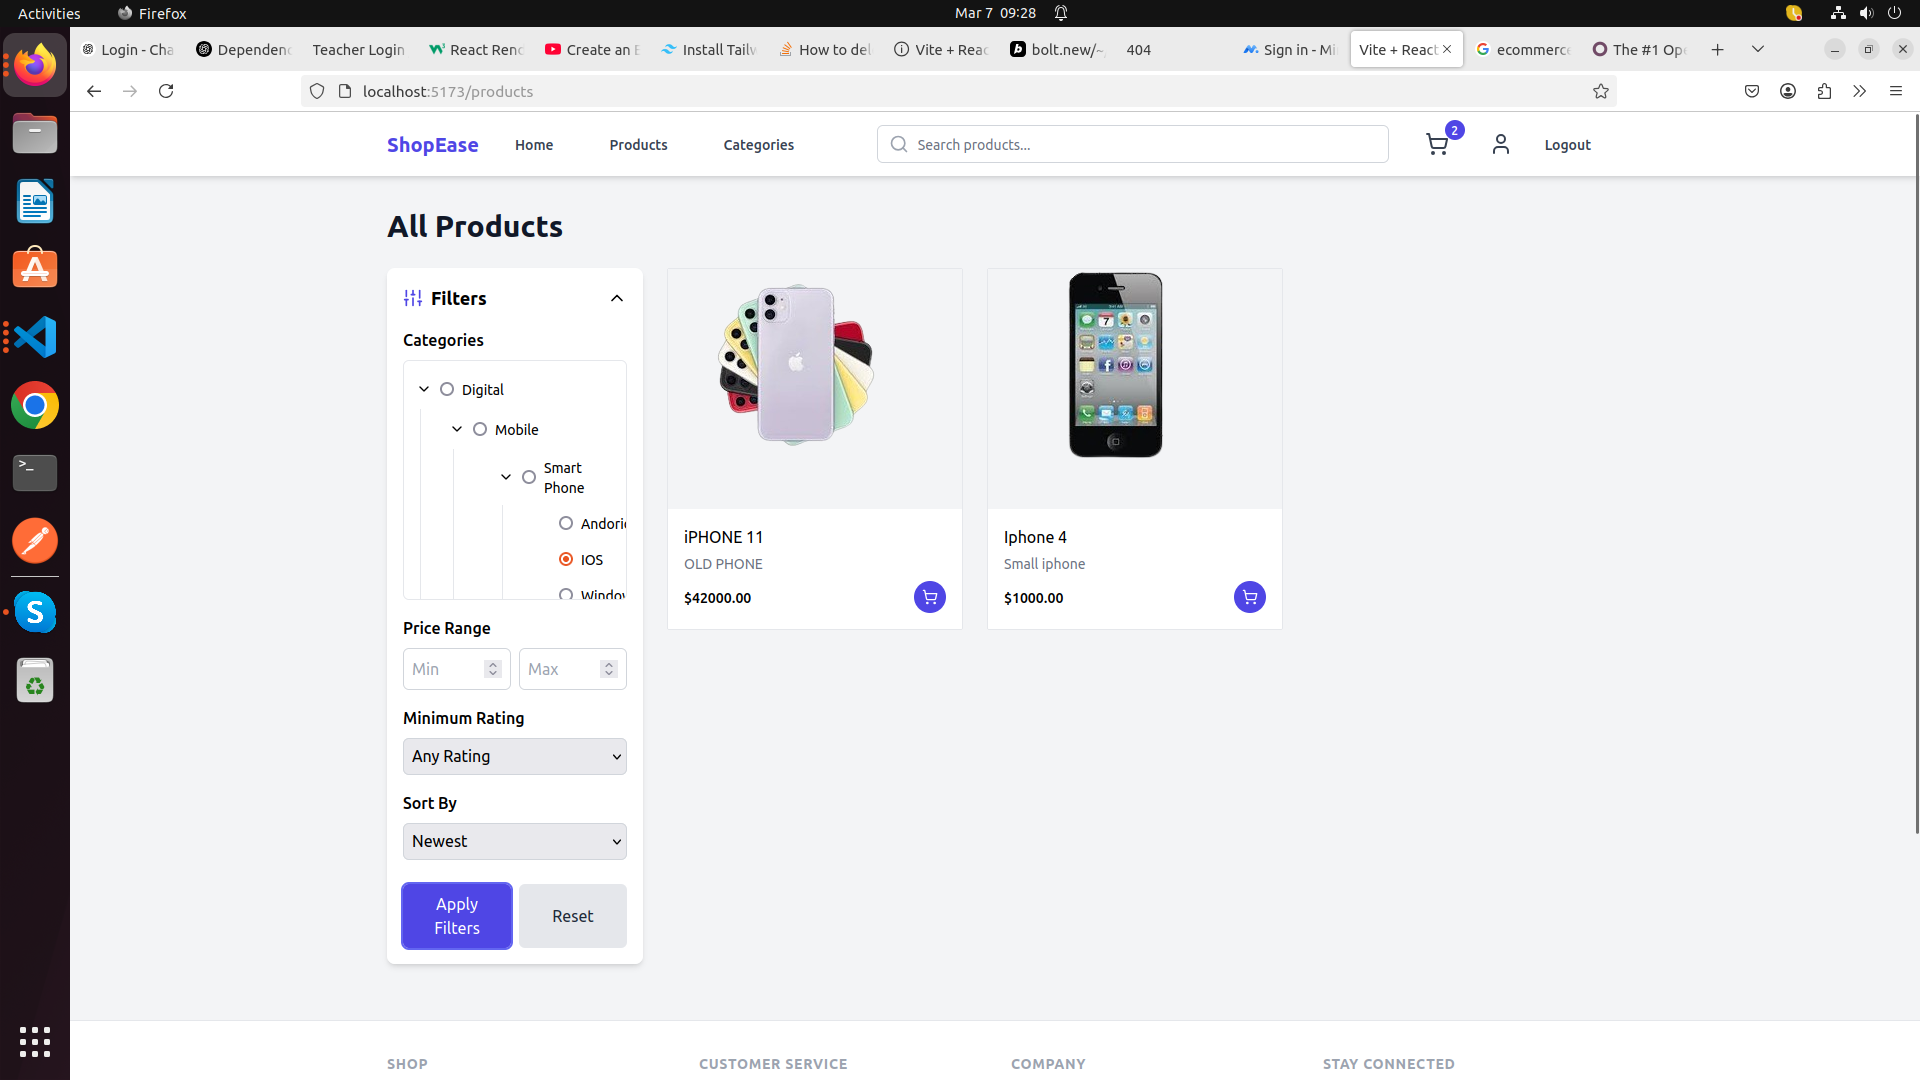 Activities Firefox Mar 7 09:28
Login - Cha Dependenc Teacher Login React Rend Create an E Install Tailw How to del Vite + Reac bolt.new/~ 404 Sign in - Mi Vite + React ecommerce The #1 Ope
localhost:5173/products
ShopEase Home Products Categories Search products... 2 Logout
All Products
Filters
Categories
Digital
Mobile
Smart
Phone
Andorid
IOS
Window
Price Range
Min Max
Minimum Rating
Any Rating
Sort By
Newest
Apply
Filters
Reset
iPHONE 11
OLD PHONE
$42000.00
Iphone 4
Small iphone
$1000.00
SHOP CUSTOMER SERVICE COMPANY STAY CONNECTED